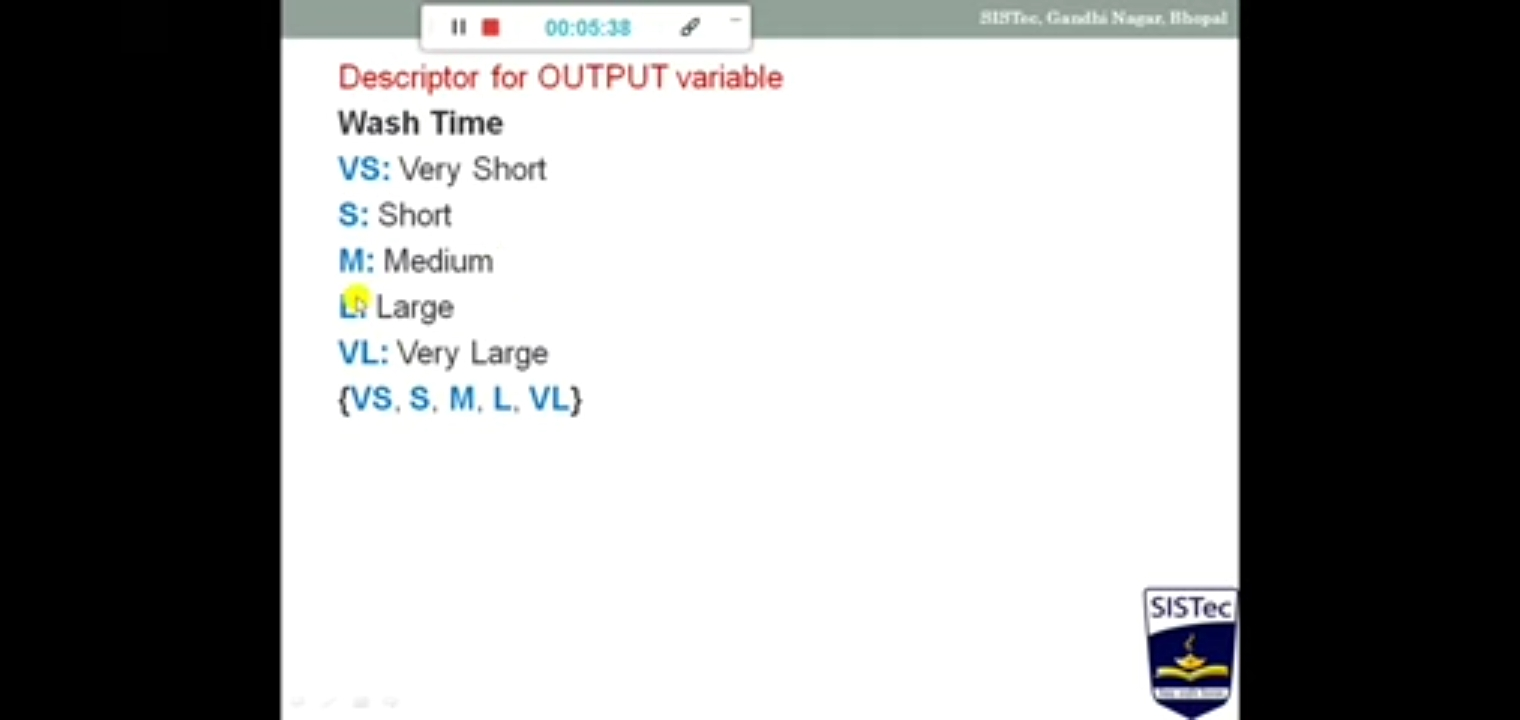 SISTec, Gandhi Nagar, Bhopal
00:05:38
Descriptor for OUTPUT variable
Wash Time
VS: Very Short
S: Short
M: Medium
L: Large
VL: Very Large
{VS, S, M, L, VL}
SISTec